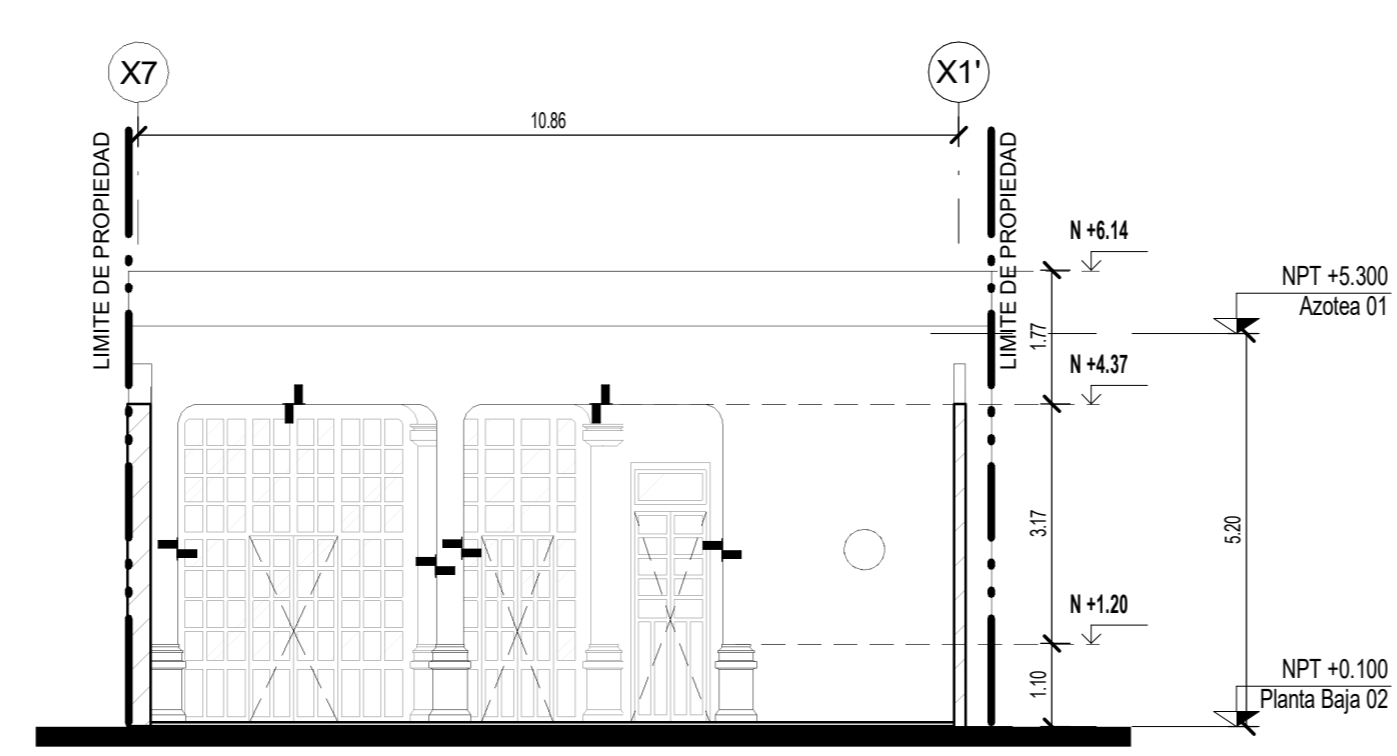 X7
X1'
10.86
LIMITE DE PROPIEDAD
LIMITE DE PROPIEDAD
N +6.14
NPT +5.300
Azotea 01
1.77
N +4.37
3.17
5.20
N +1.20
1.10
NPT +0.100
Planta Baja 02